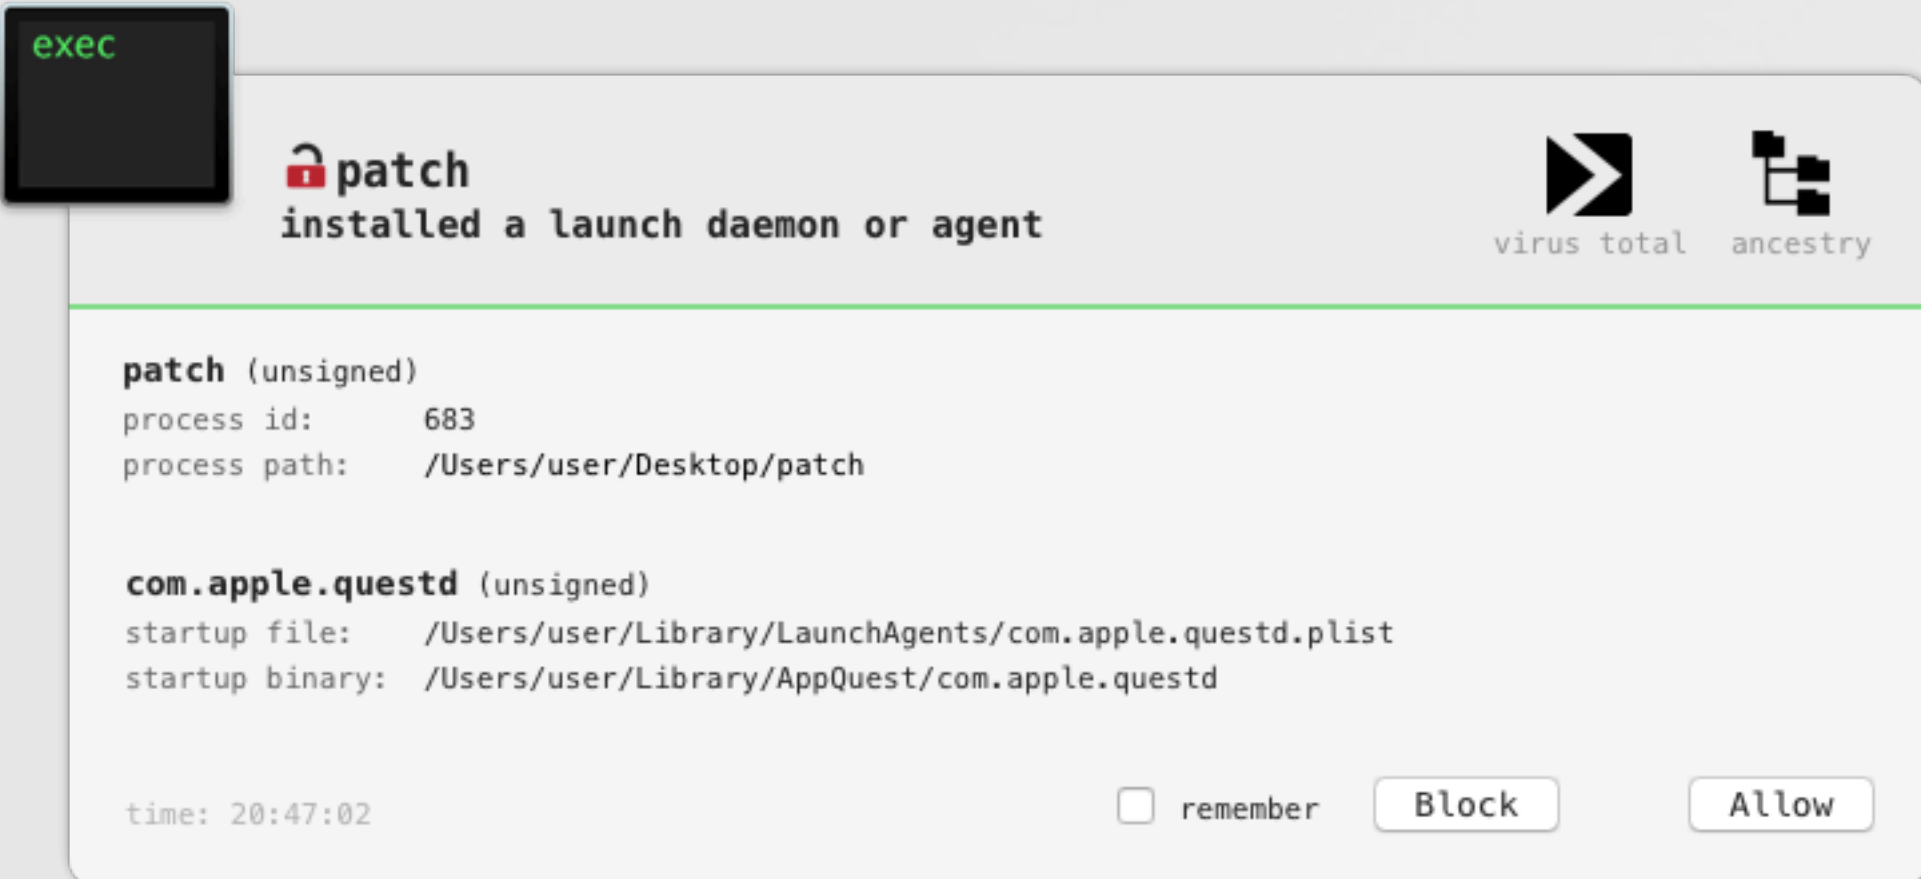 exec
patch
installed a launch daemon or agent
virus total
ancestry
patch (unsigned)
process id: 683
process path: /Users/user/Desktop/patch
com.apple.questd (unsigned)
startup file: /Users/user/Library/LaunchAgents/com.apple.questd.plist
startup binary: /Users/user/Library/AppQuest/com.apple.questd
time: 20:47:02
remember
Block
Allow